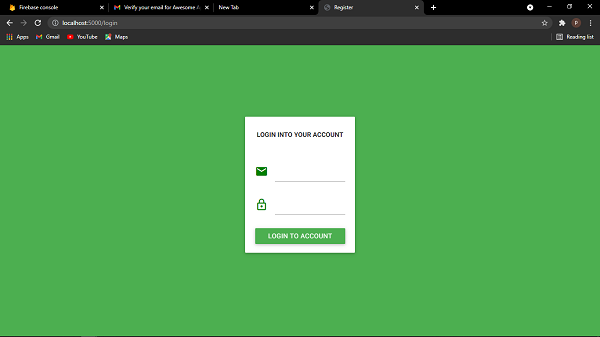 Firebase console
Verify your email for Awesome A
New Tab
Register
localhost:5000/login
P
Apps
Gmail
YouTube
Maps
Reading list
LOGIN INTO YOUR ACCOUNT
LOGIN TO ACCOUNT